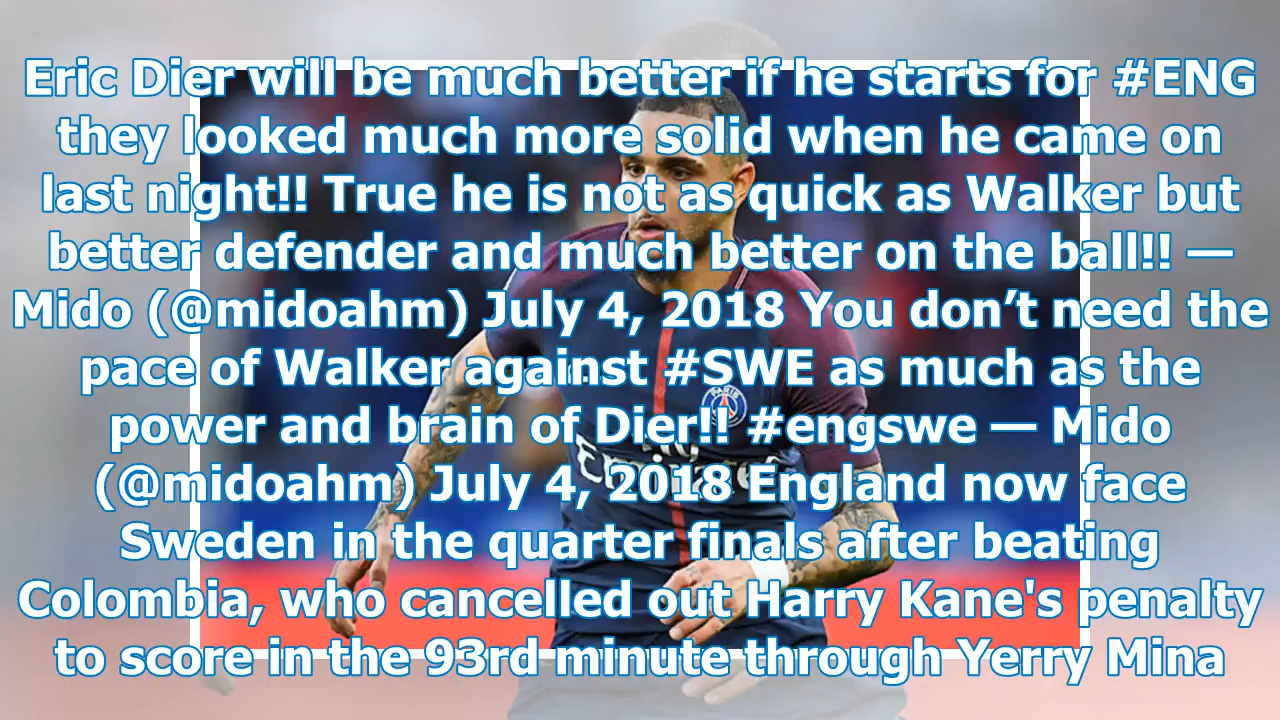 Eric Dier will be much better if he starts for #ENG
they looked much more solid when he came on
last night!! True he is not as quick as Walker but
better defender and much better on the ball!! —
Mido (@midoahm) July 4, 2018 You don’t need the
pace of Walker against #SWE as much as the
power and brain of Dier!! #engswe — Mido
(@midoahm) July 4, 2018 England now face
Sweden in the quarter finals after beating
Colombia, who cancelled out Harry Kane's penalty
to score in the 93rd minute through Yerry Mina
PARIS